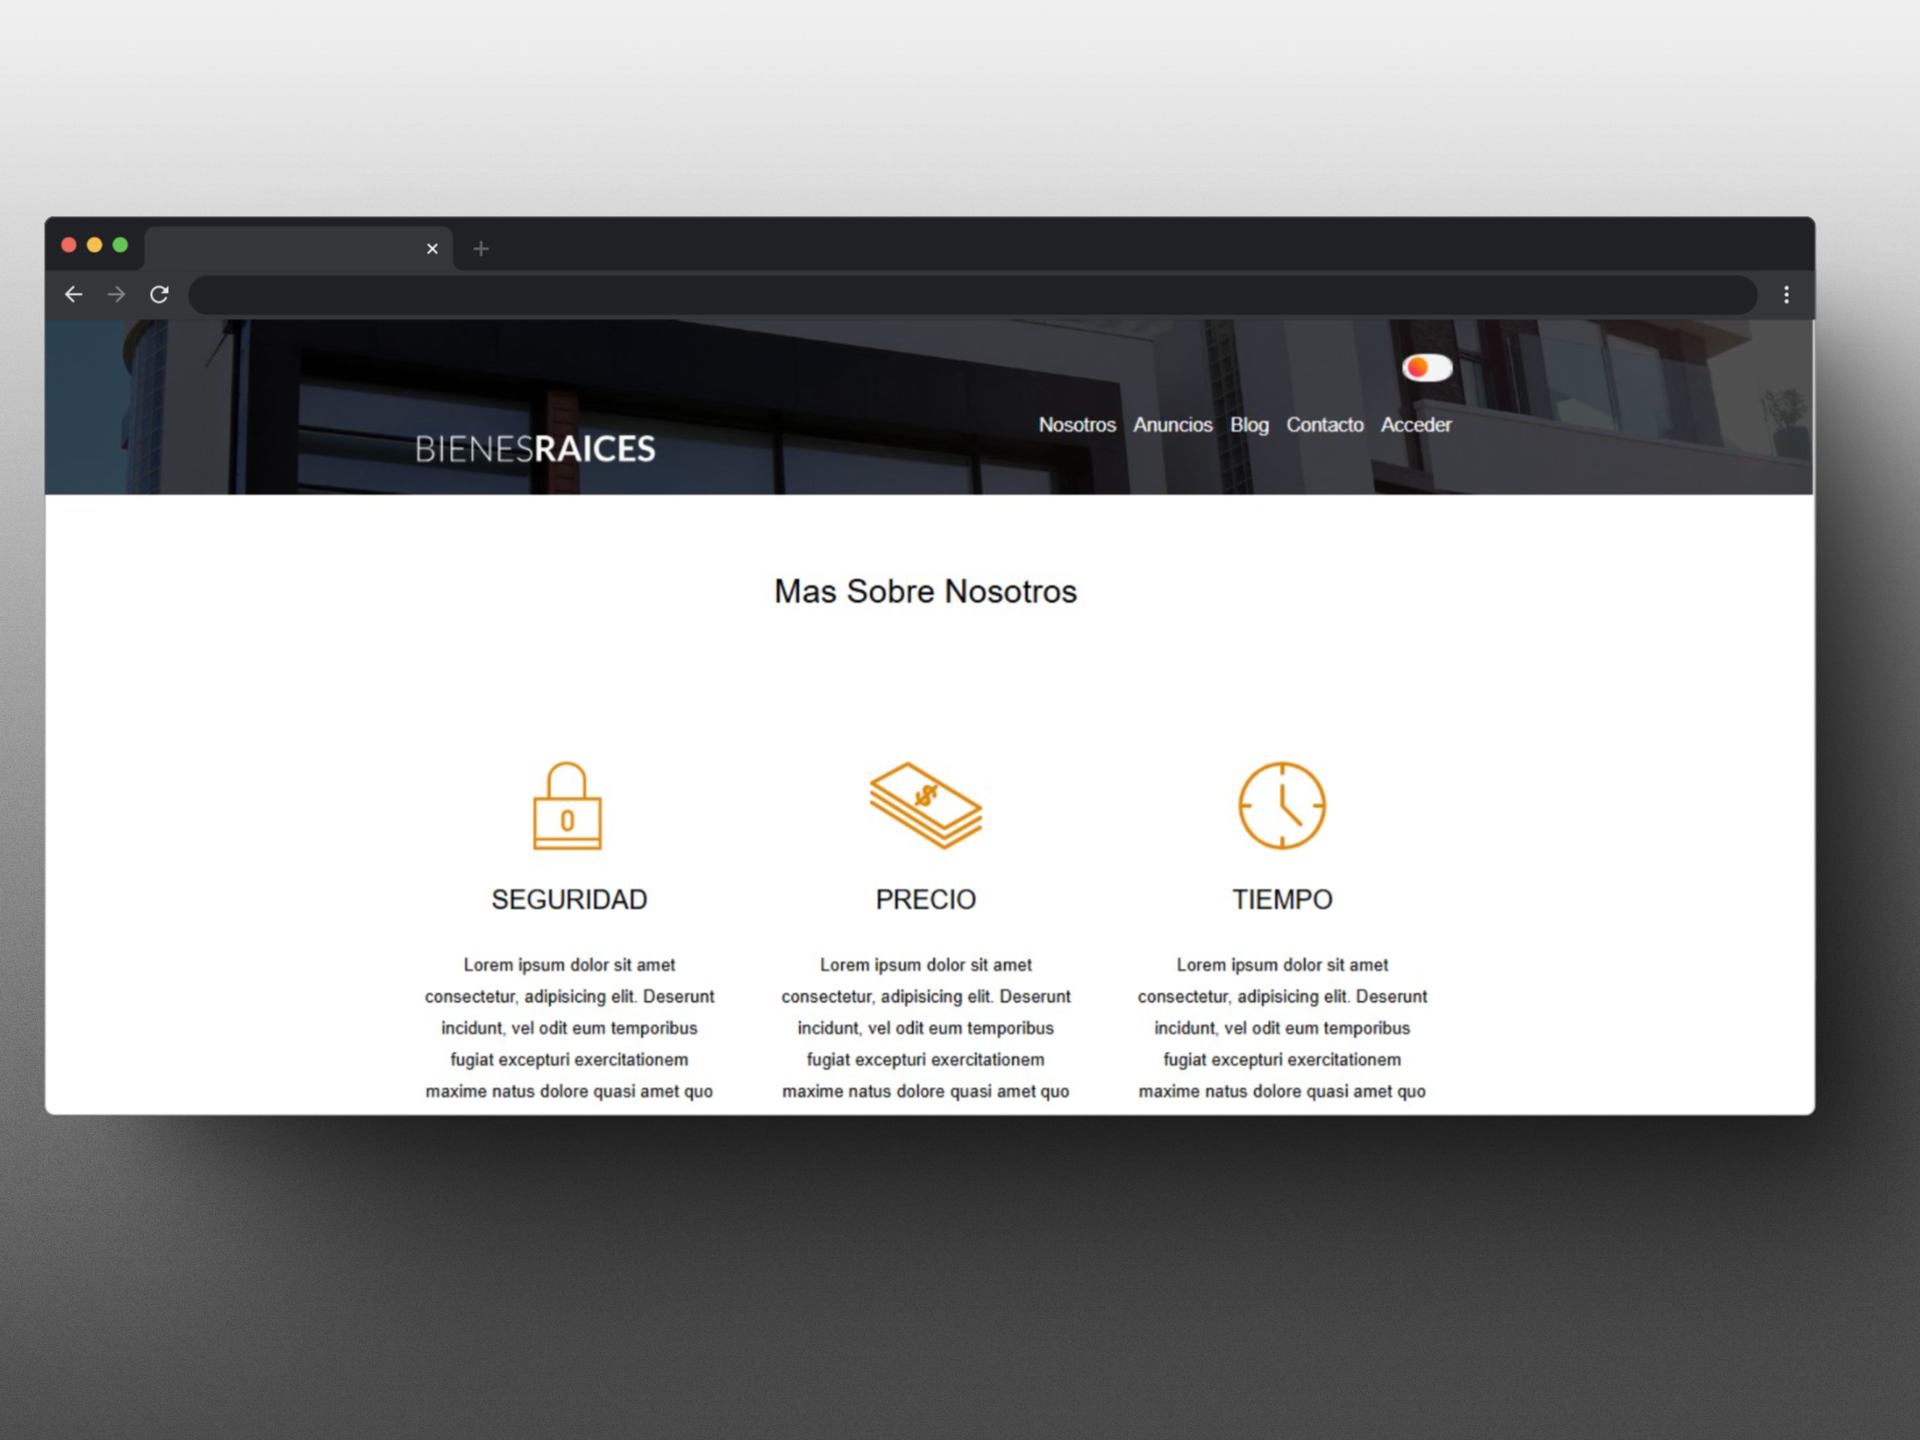 Nosotros Anuncios Blog Contacto Acceder
BIENESRAICES
Mas Sobre Nosotros
0
$
SEGURIDAD
Lorem ipsum dolor sit amet
consectetur, adipisicing elit. Deserunt
incidunt, vel odit eum temporibus
fugiat excepturi exercitationem
maxime natus dolore quasi amet quo
PRECIO
Lorem ipsum dolor sit amet
consectetur, adipisicing elit. Deserunt
incidunt, vel odit eum temporibus
fugiat excepturi exercitationem
maxime natus dolore quasi amet quo
TIEMPO
Lorem ipsum dolor sit amet
consectetur, adipisicing elit. Deserunt
incidunt, vel odit eum temporibus
fugiat excepturi exercitationem
maxime natus dolore quasi amet quo